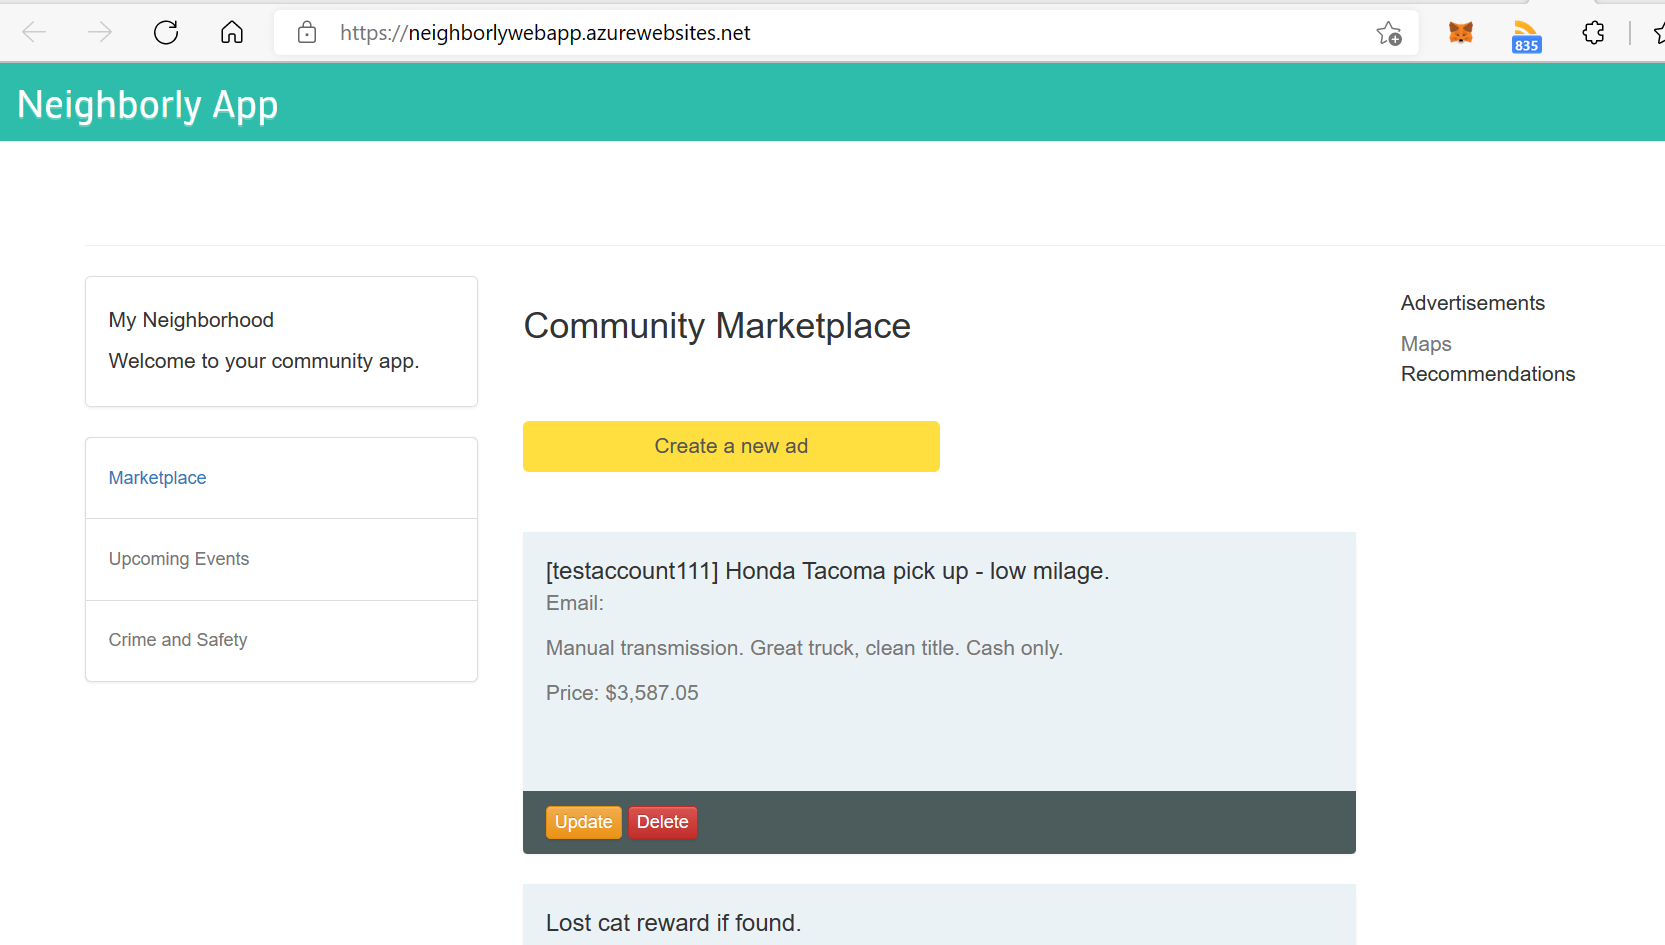 https://neighborlywebapp.azurewebsites.net
835
Neighborly App
My Neighborhood
Welcome to your community app.
Marketplace
Upcoming Events
Crime and Safety
Community Marketplace
Create a new ad
[testaccount111] Honda Tacoma pick up - low milage.
Email:
Manual transmission. Great truck, clean title. Cash only.
Price: $3,587.05
Update Delete
Lost cat reward if found.
Advertisements
Maps
Recommendations